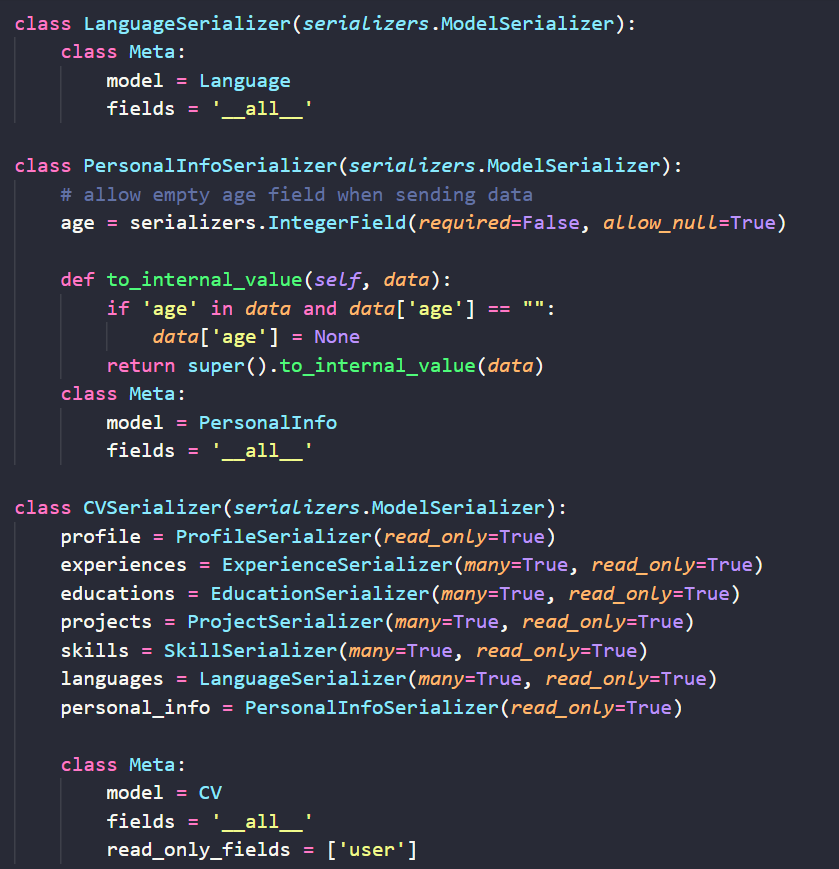 class LanguageSerializer(serializers.ModelSerializer):
    class Meta:
        model = Language
        fields = '__all__'

class PersonalInfoSerializer(serializers.ModelSerializer):
    # allow empty age field when sending data
    age = serializers.IntegerField(required=False, allow_null=True)

    def to_internal_value(self, data):
        if 'age' in data and data['age'] == "":
            data['age'] = None
        return super().to_internal_value(data)
    class Meta:
        model = PersonalInfo
        fields = '__all__'

class CVSerializer(serializers.ModelSerializer):
    profile = ProfileSerializer(read_only=True)
    experiences = ExperienceSerializer(many=True, read_only=True)
    educations = EducationSerializer(many=True, read_only=True)
    projects = ProjectSerializer(many=True, read_only=True)
    skills = SkillSerializer(many=True, read_only=True)
    languages = LanguageSerializer(many=True, read_only=True)
    personal_info = PersonalInfoSerializer(read_only=True)

    class Meta:
        model = CV
        fields = '__all__'
        read_only_fields = ['user']